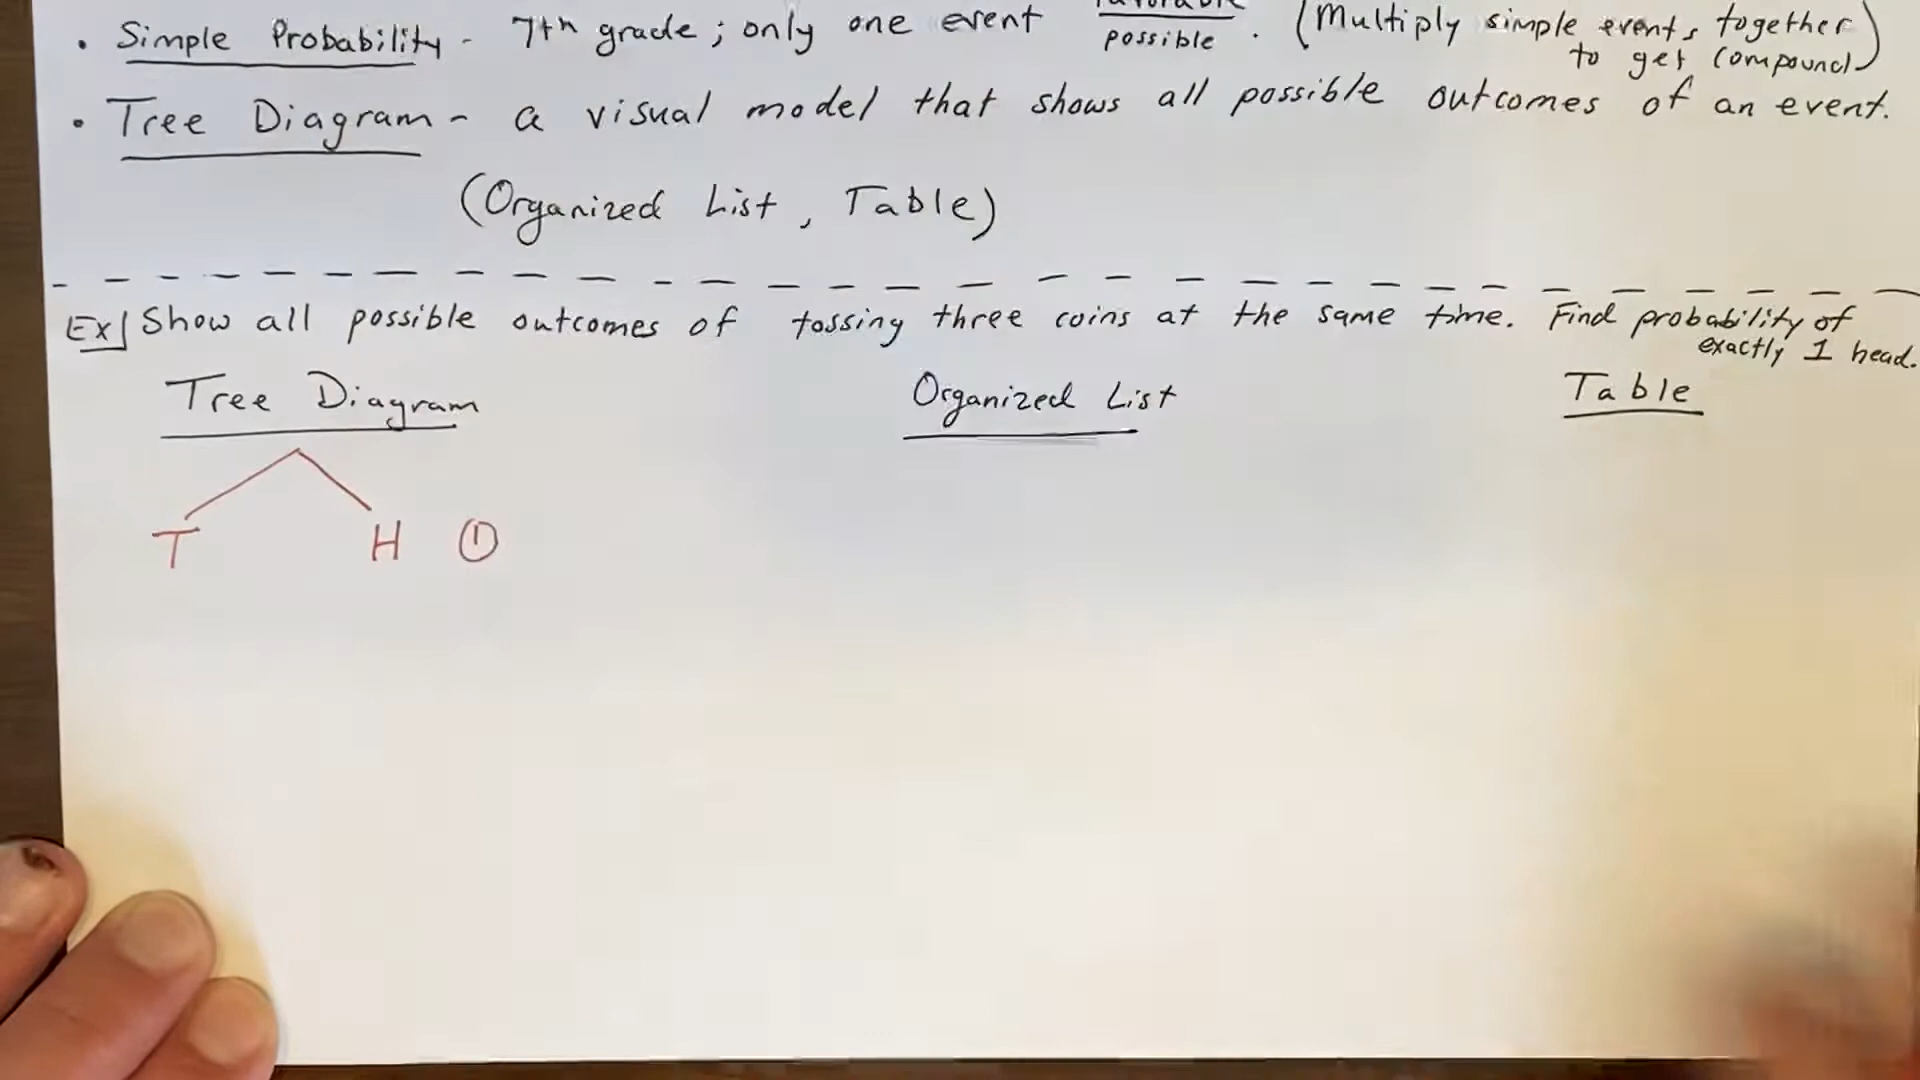 • Simple Probability - 7th grade; only one event possible. (Multiply simple events together
to get compound)
• Tree Diagram - a visual model that shows all possible outcomes of an event.
(Organized List, Table)
Ex| Show all possible outcomes of tossing three coins at the same time. Find probability of
exactly 1 head.
Tree Diagram Organized List Table
T H ①